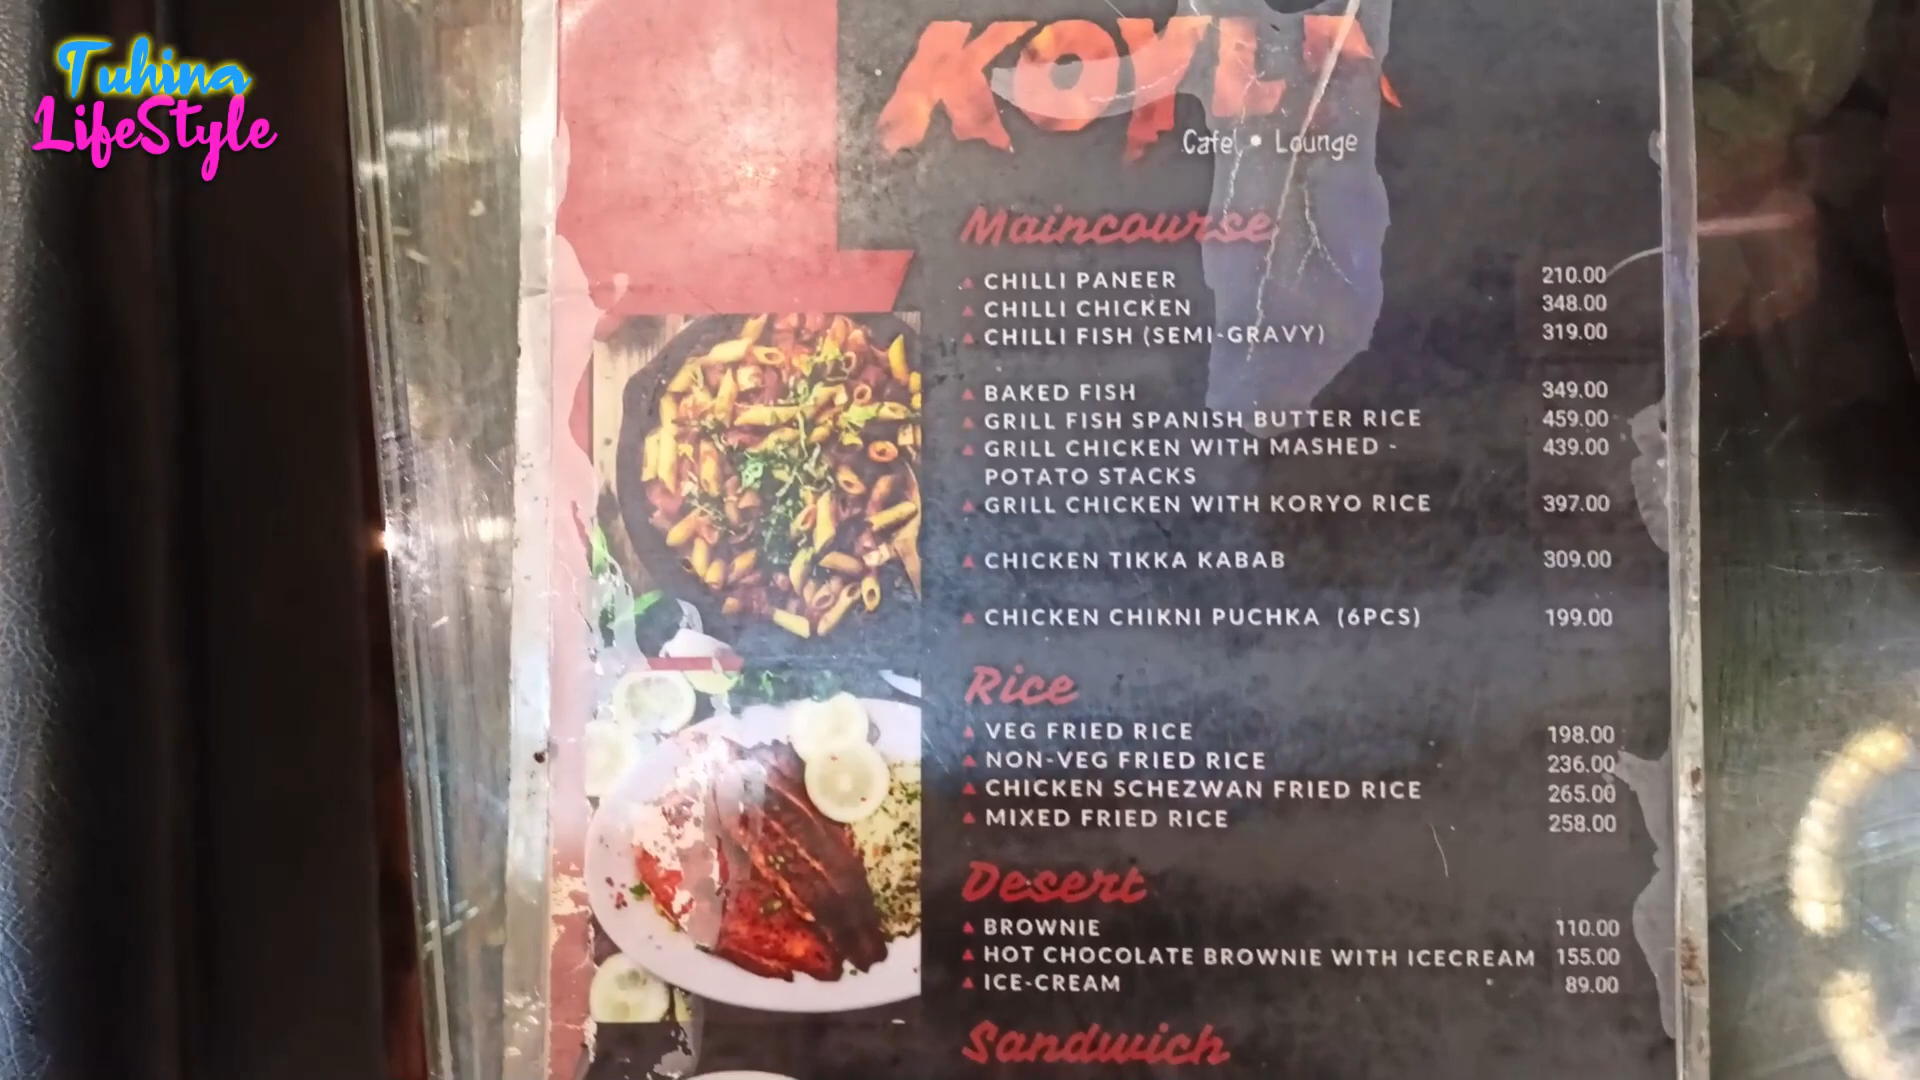 Tuhina
LifeStyle
KOYLA
Cafe • Lounge
Maincourse
CHILLI PANEER 210.00
CHILLI CHICKEN 348.00
CHILLI FISH (SEMI-GRAVY) 319.00
BAKED FISH 349.00
GRILL FISH SPANISH BUTTER RICE 459.00
GRILL CHICKEN WITH MASHED - 439.00
POTATO STACKS
GRILL CHICKEN WITH KORYO RICE 397.00
CHICKEN TIKKA KABAB 309.00
CHICKEN CHIKNI PUCHKA (6PCS) 199.00
Rice
VEG FRIED RICE 198.00
NON-VEG FRIED RICE 236.00
CHICKEN SCHEZWAN FRIED RICE 265.00
MIXED FRIED RICE 258.00
Desert
BROWNIE 110.00
HOT CHOCOLATE BROWNIE WITH ICECREAM 155.00
ICE-CREAM 89.00
Sandwich